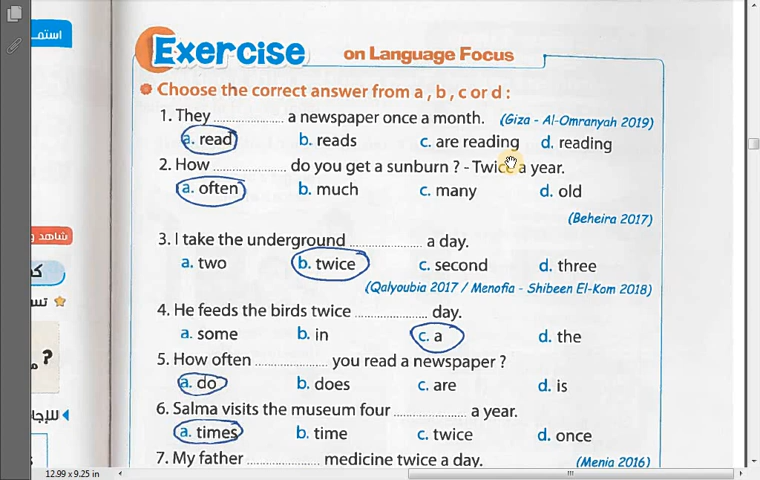 استم
Exercise on Language Focus
Choose the correct answer from a , b , c or d :
1. They ..................... a newspaper once a month. (Giza - Al-Omranyah 2019)
a. read b. reads c. are reading d. reading
2. How ..................... do you get a sunburn ? - Twice a year.
a. often b. much c. many d. old
(Beheira 2017)
3. I take the underground ..................... a day.
a. two b. twice c. second d. three
(Qalyoubia 2017 / Menofia - Shibeen El-Kom 2018)
4. He feeds the birds twice ..................... day.
a. some b. in c. a d. the
5. How often ..................... you read a newspaper ?
a. do b. does c. are d. is
6. Salma visits the museum four ..................... a year.
a. times b. time c. twice d. once
7. My father ..................... medicine twice a day. (Menia 2016)
شاهد و
تس
للإجا
12.99 x 9.25 in